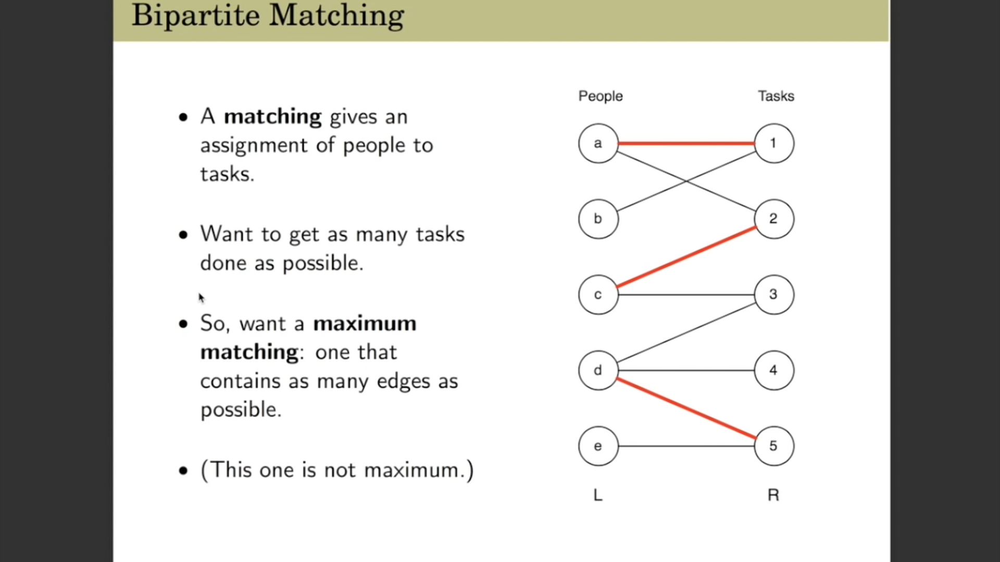 Bipartite Matching
• A matching gives an
assignment of people to
tasks.
• Want to get as many tasks
done as possible.
• So, want a maximum
matching: one that
contains as many edges as
possible.
• (This one is not maximum.)
People Tasks
a 1
b 2
c 3
d 4
e 5
L R